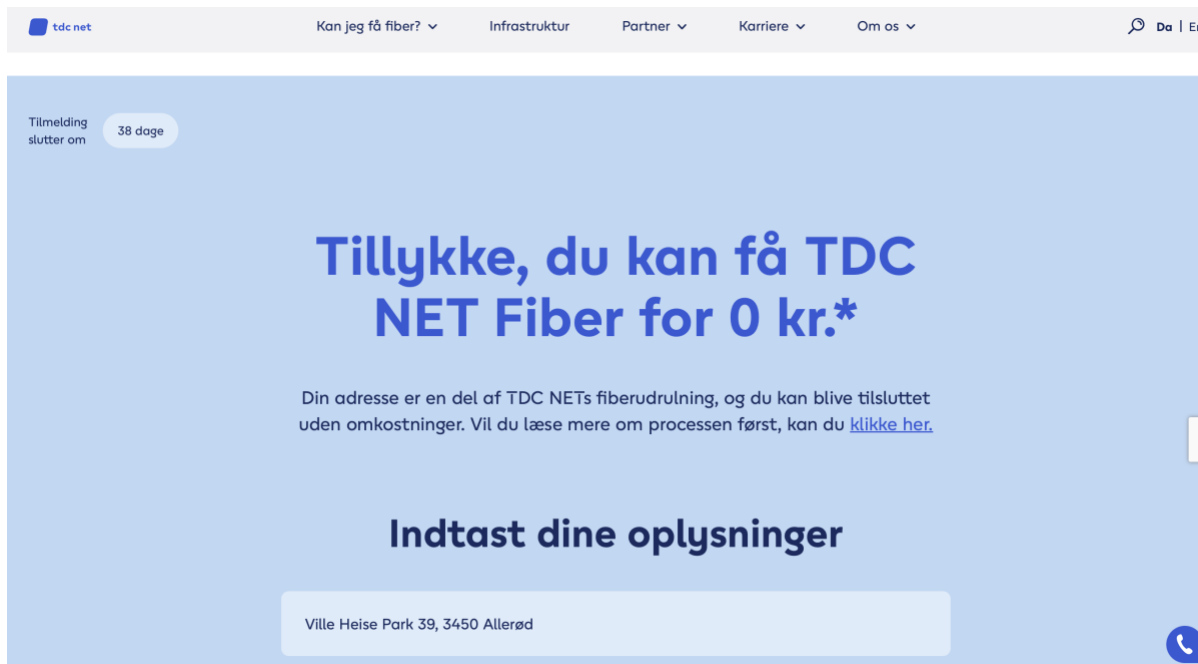 tdc net
Kan jeg få fiber? Infrastruktur Partner Karriere Om os Da | En
Tilmelding
slutter om
38 dage
Tillykke, du kan få TDC
NET Fiber for 0 kr.*
Din adresse er en del af TDC NETs fiberudrulning, og du kan blive tilsluttet
uden omkostninger. Vil du læse mere om processen først, kan du klikke her.
Indtast dine oplysninger
Ville Heise Park 39, 3450 Allerød